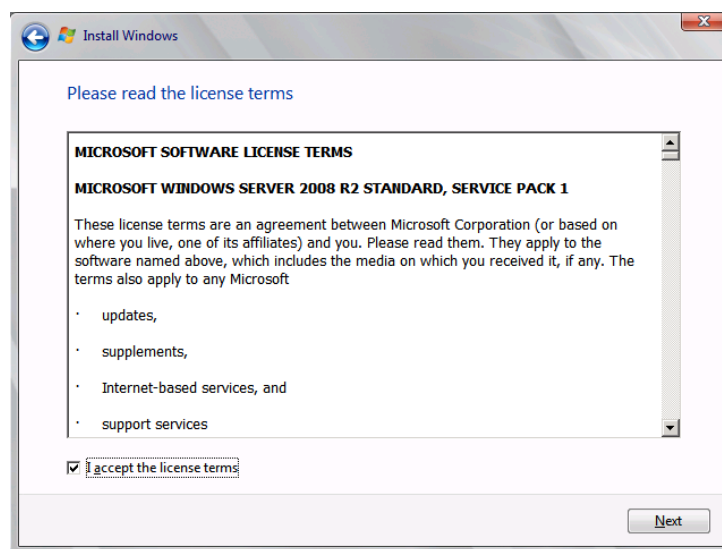 Install Windows
Please read the license terms
MICROSOFT SOFTWARE LICENSE TERMS
MICROSOFT WINDOWS SERVER 2008 R2 STANDARD, SERVICE PACK 1
These license terms are an agreement between Microsoft Corporation (or based on
where you live, one of its affiliates) and you. Please read them. They apply to the
software named above, which includes the media on which you received it, if any. The
terms also apply to any Microsoft
· updates,
· supplements,
· Internet-based services, and
· support services
I accept the license terms
Next